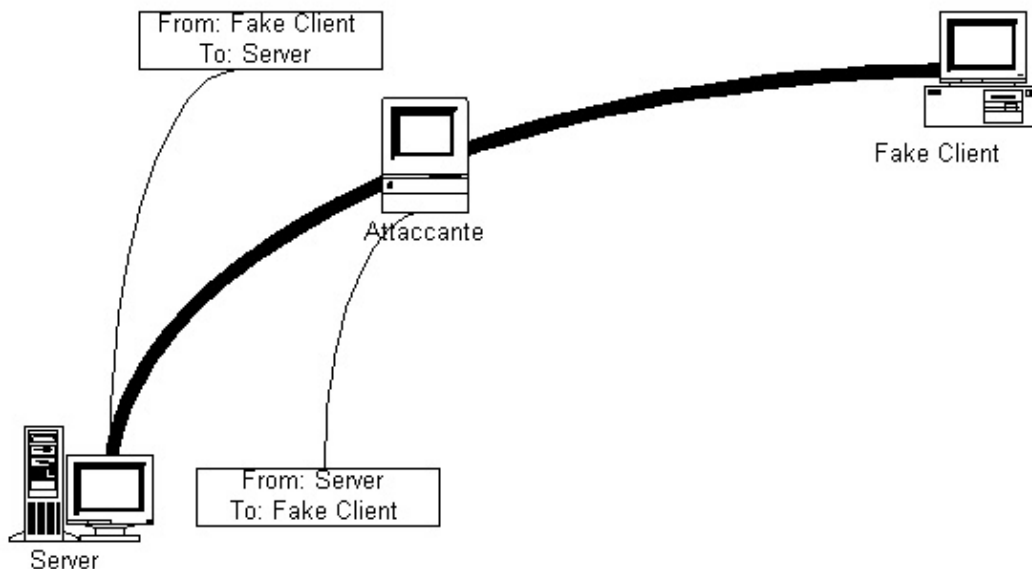 From: Fake Client
To: Server
Fake Client
Attaccante
From: Server
To: Fake Client
Server